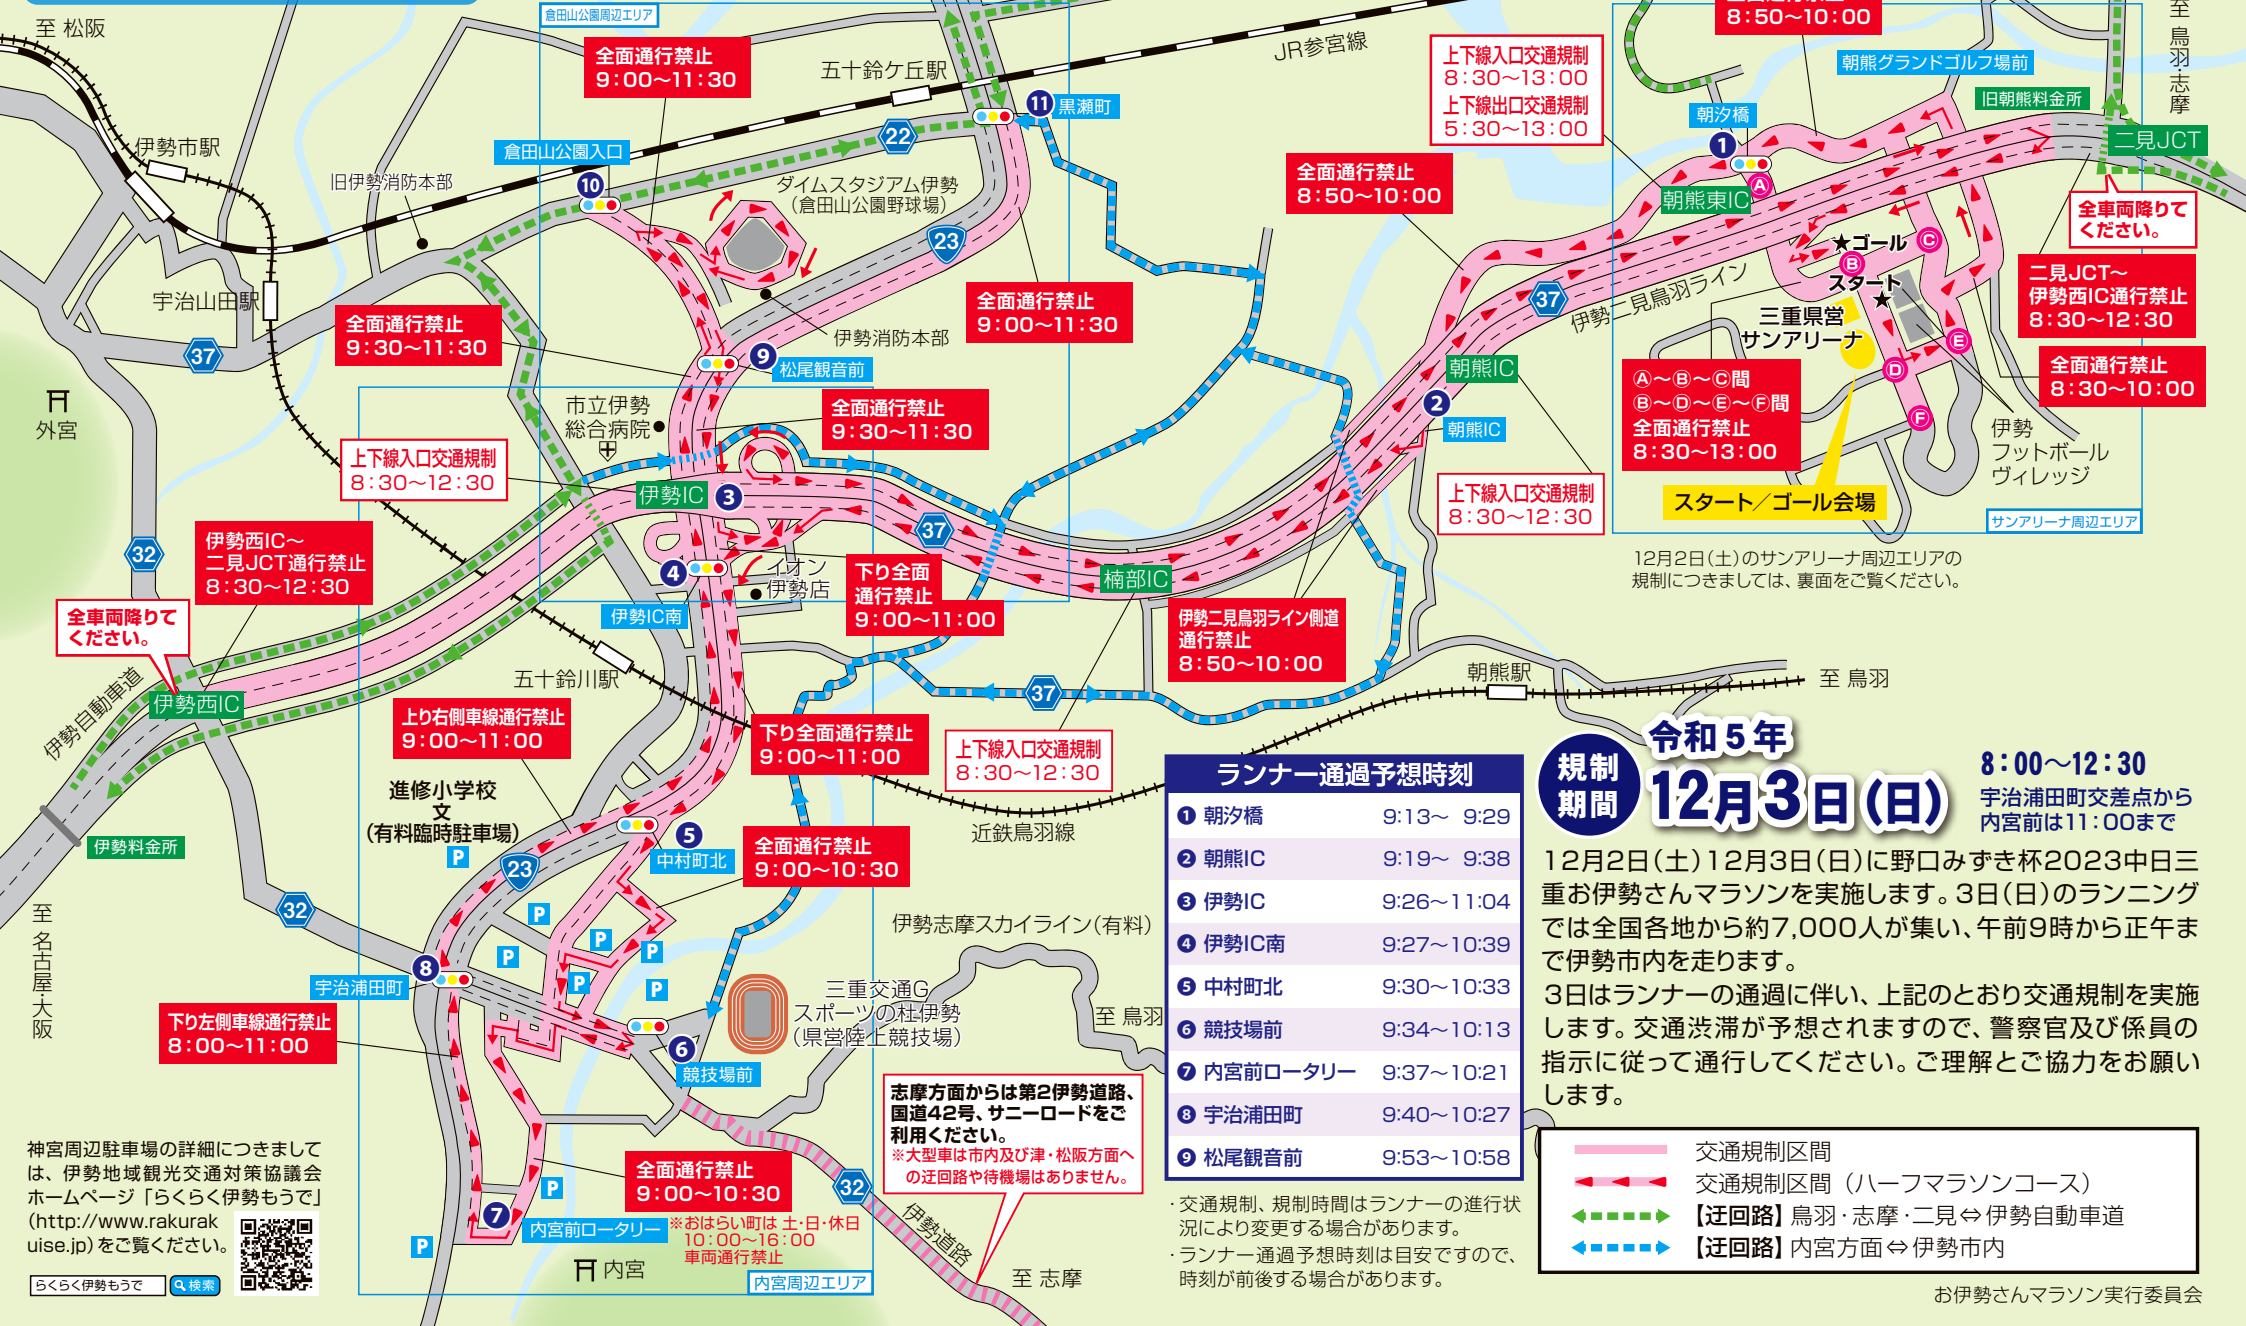 至 松阪
倉田山公園周辺エリア
全面通行禁止
9:00〜11:30
五十鈴ケ丘駅
JR参宮線
上下線入口交通規制
8:30〜13:00
上下線出口交通規制
5:30〜13:00
8:50〜10:00
朝熊グランドゴルフ場前
至 鳥羽・志摩
旧朝熊料金所
朝汐橋
1
二見JCT
11
黒瀬町
22
伊勢市駅
倉田山公園入口
10
旧伊勢消防本部
ダイムスタジアム伊勢
（倉田山公園野球場）
全面通行禁止
8:50〜10:00
朝熊東IC
A
全車両降りて
ください。
★ゴール
C
B
スタート
★
23
宇治山田駅
全面通行禁止
9:30〜11:30
全面通行禁止
9:00〜11:30
伊勢消防本部
37
伊勢二見鳥羽ライン
三重県営
サンアリーナ
二見JCT〜
伊勢西IC通行禁止
8:30〜12:30
E
D
F
全面通行禁止
8:30〜10:00
37
9
松尾観音前
朝熊IC
2
朝熊IC
Ⓐ〜Ⓑ〜Ⓒ間
Ⓑ〜Ⓓ〜Ⓔ〜Ⓕ間
全面通行禁止
8:30〜13:00
伊勢
フットボール
ヴィレッジ
スタート／ゴール会場
サンアリーナ周辺エリア
外宮
市立伊勢
総合病院
全面通行禁止
9:30〜11:30
上下線入口交通規制
8:30〜12:30
伊勢IC
3
37
上下線入口交通規制
8:30〜12:30
12月2日（土）のサンアリーナ周辺エリアの
規制につきましては、裏面をご覧ください。
32
伊勢西IC〜
二見JCT通行禁止
8:30〜12:30
4
イオン
伊勢店
伊勢IC南
下り全面
通行禁止
9:00〜11:00
楠部IC
伊勢二見鳥羽ライン側道
通行禁止
8:50〜10:00
全車両降りて
ください。
伊勢自動車道
伊勢西IC
五十鈴川駅
37
朝熊駅
至 鳥羽
上り右側車線通行禁止
9:00〜11:00
下り全面通行禁止
9:00〜11:00
上下線入口交通規制
8:30〜12:30
近鉄鳥羽線
進修小学校
文
（有料臨時駐車場）
P
伊勢料金所
5
中村町北
23
全面通行禁止
9:00〜10:30
至 名古屋・大阪
32
P
P
P
P
P
P
8
宇治浦田町
下り左側車線通行禁止
8:00〜11:00
6
競技場前
三重交通G
スポーツの杜伊勢
（県営陸上競技場）
伊勢志摩スカイライン（有料）
至 鳥羽
志摩方面からは第2伊勢道路、
国道42号、サニーロードをご
利用ください。
※大型車は市内及び津・松阪方面へ
の迂回路や待機場はありません。
32
伊勢道路
至 志摩
全面通行禁止
9:00〜10:30
P
P
7
内宮前ロータリー
※おはらい町は 土・日・休日
10:00〜16:00
車両通行禁止
内宮
内宮周辺エリア
神宮周辺駐車場の詳細につきまして
は、伊勢地域観光交通対策協議会
ホームページ「らくらく伊勢もうで」
（http://www.rakurak
uise.jp）をご覧ください。
らくらく伊勢もうで
検索
ランナー通過予想時刻
❶ 朝汐橋 9:13〜 9:29
❷ 朝熊IC 9:19〜 9:38
❸ 伊勢IC 9:26〜11:04
❹ 伊勢IC南 9:27〜10:39
❺ 中村町北 9:30〜10:33
❻ 競技場前 9:34〜10:13
❼ 内宮前ロータリー 9:37〜10:21
❽ 宇治浦田町 9:40〜10:27
❾ 松尾観音前 9:53〜10:58
・交通規制、規制時間はランナーの進行状
況により変更する場合があります。
・ランナー通過予想時刻は目安ですので、
時刻が前後する場合があります。
規制
期間
令和5年
12月3日（日）
8:00〜12:30
宇治浦田町交差点から
内宮前は11:00まで
12月2日（土）12月3日（日）に野口みずき杯2023中日三
重お伊勢さんマラソンを実施します。3日（日）のランニング
では全国各地から約7,000人が集い、午前9時から正午ま
で伊勢市内を走ります。
3日はランナーの通過に伴い、上記のとおり交通規制を実施
します。交通渋滞が予想されますので、警察官及び係員の
指示に従って通行してください。ご理解とご協力をお願い
します。
交通規制区間
交通規制区間（ハーフマラソンコース）
【迂回路】鳥羽・志摩・二見⇔伊勢自動車道
【迂回路】内宮方面⇔伊勢市内
お伊勢さんマラソン実行委員会